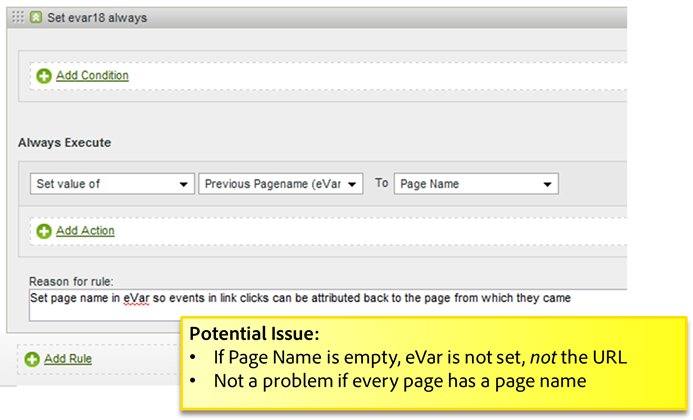 Set evar18 always
Add Condition
Always Execute
Set value of
Previous Pagename (eVar
To
Page Name
Add Action
Reason for rule:
Set page name in eVar so events in link clicks can be attributed back to the page from which they came
Add Rule
Potential Issue:
• If Page Name is empty, eVar is not set, not the URL
• Not a problem if every page has a page name